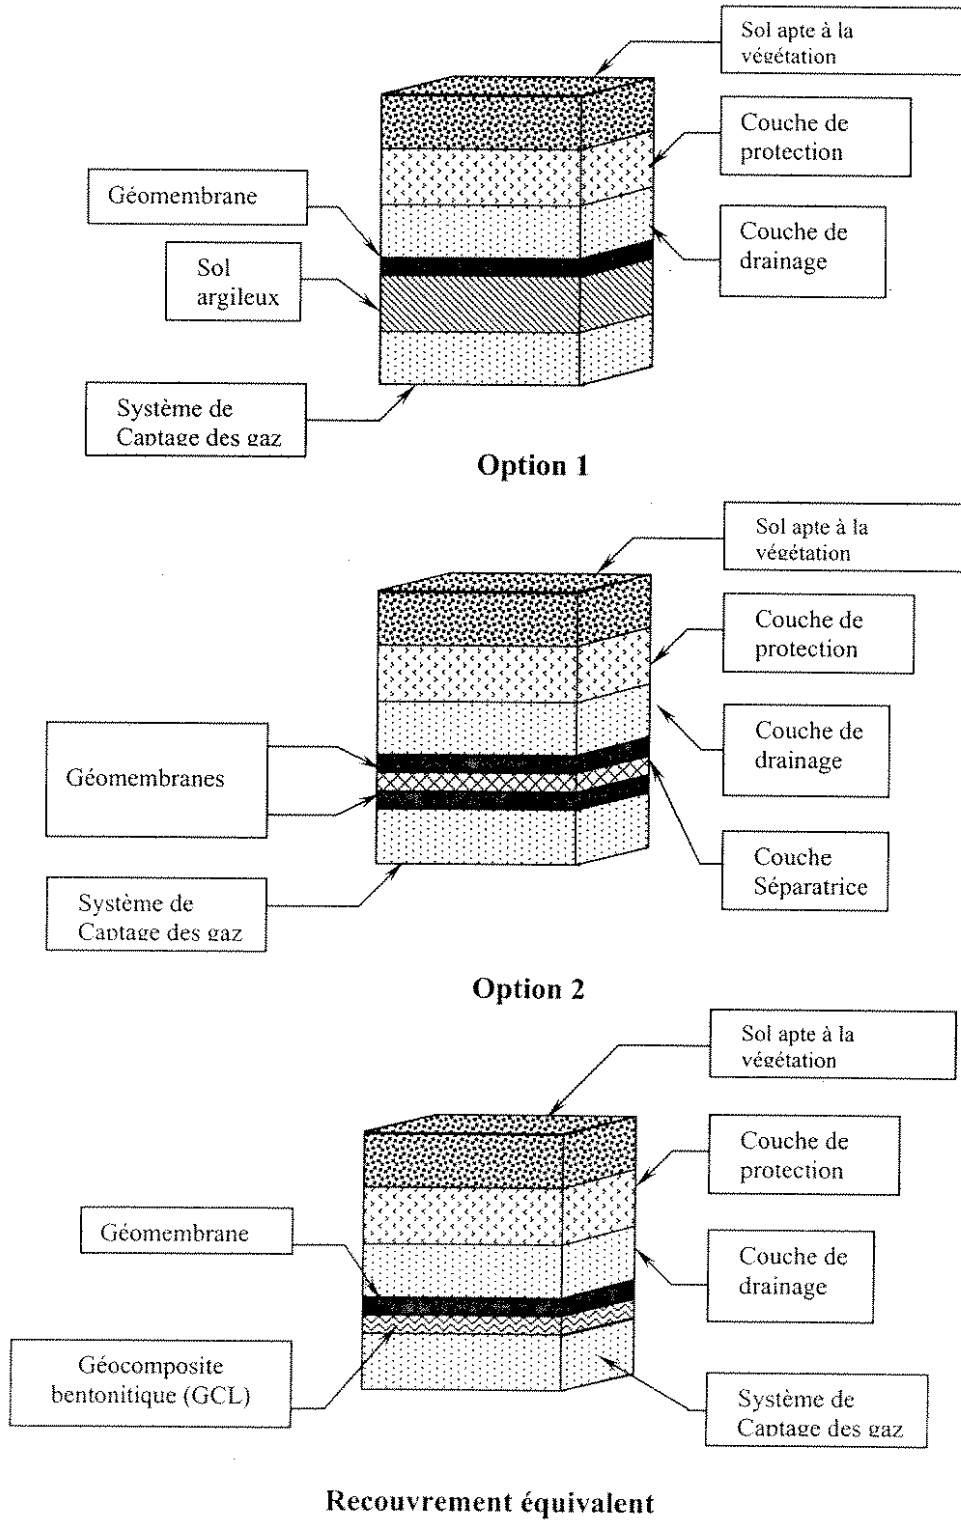 Sol apte à la
végétation
Couche de
protection
Géomembrane
Couche de
drainage
Sol
argileux
Système de
Captage des gaz
Option 1
Sol apte à la
végétation
Couche de
protection
Couche de
drainage
Géomembranes
Couche
Séparatrice
Système de
Captage des gaz
Option 2
Sol apte à la
végétation
Couche de
protection
Géomembrane
Couche de
drainage
Géocomposite
bentonitique (GCL)
Système de
Captage des gaz
Recouvrement équivalent